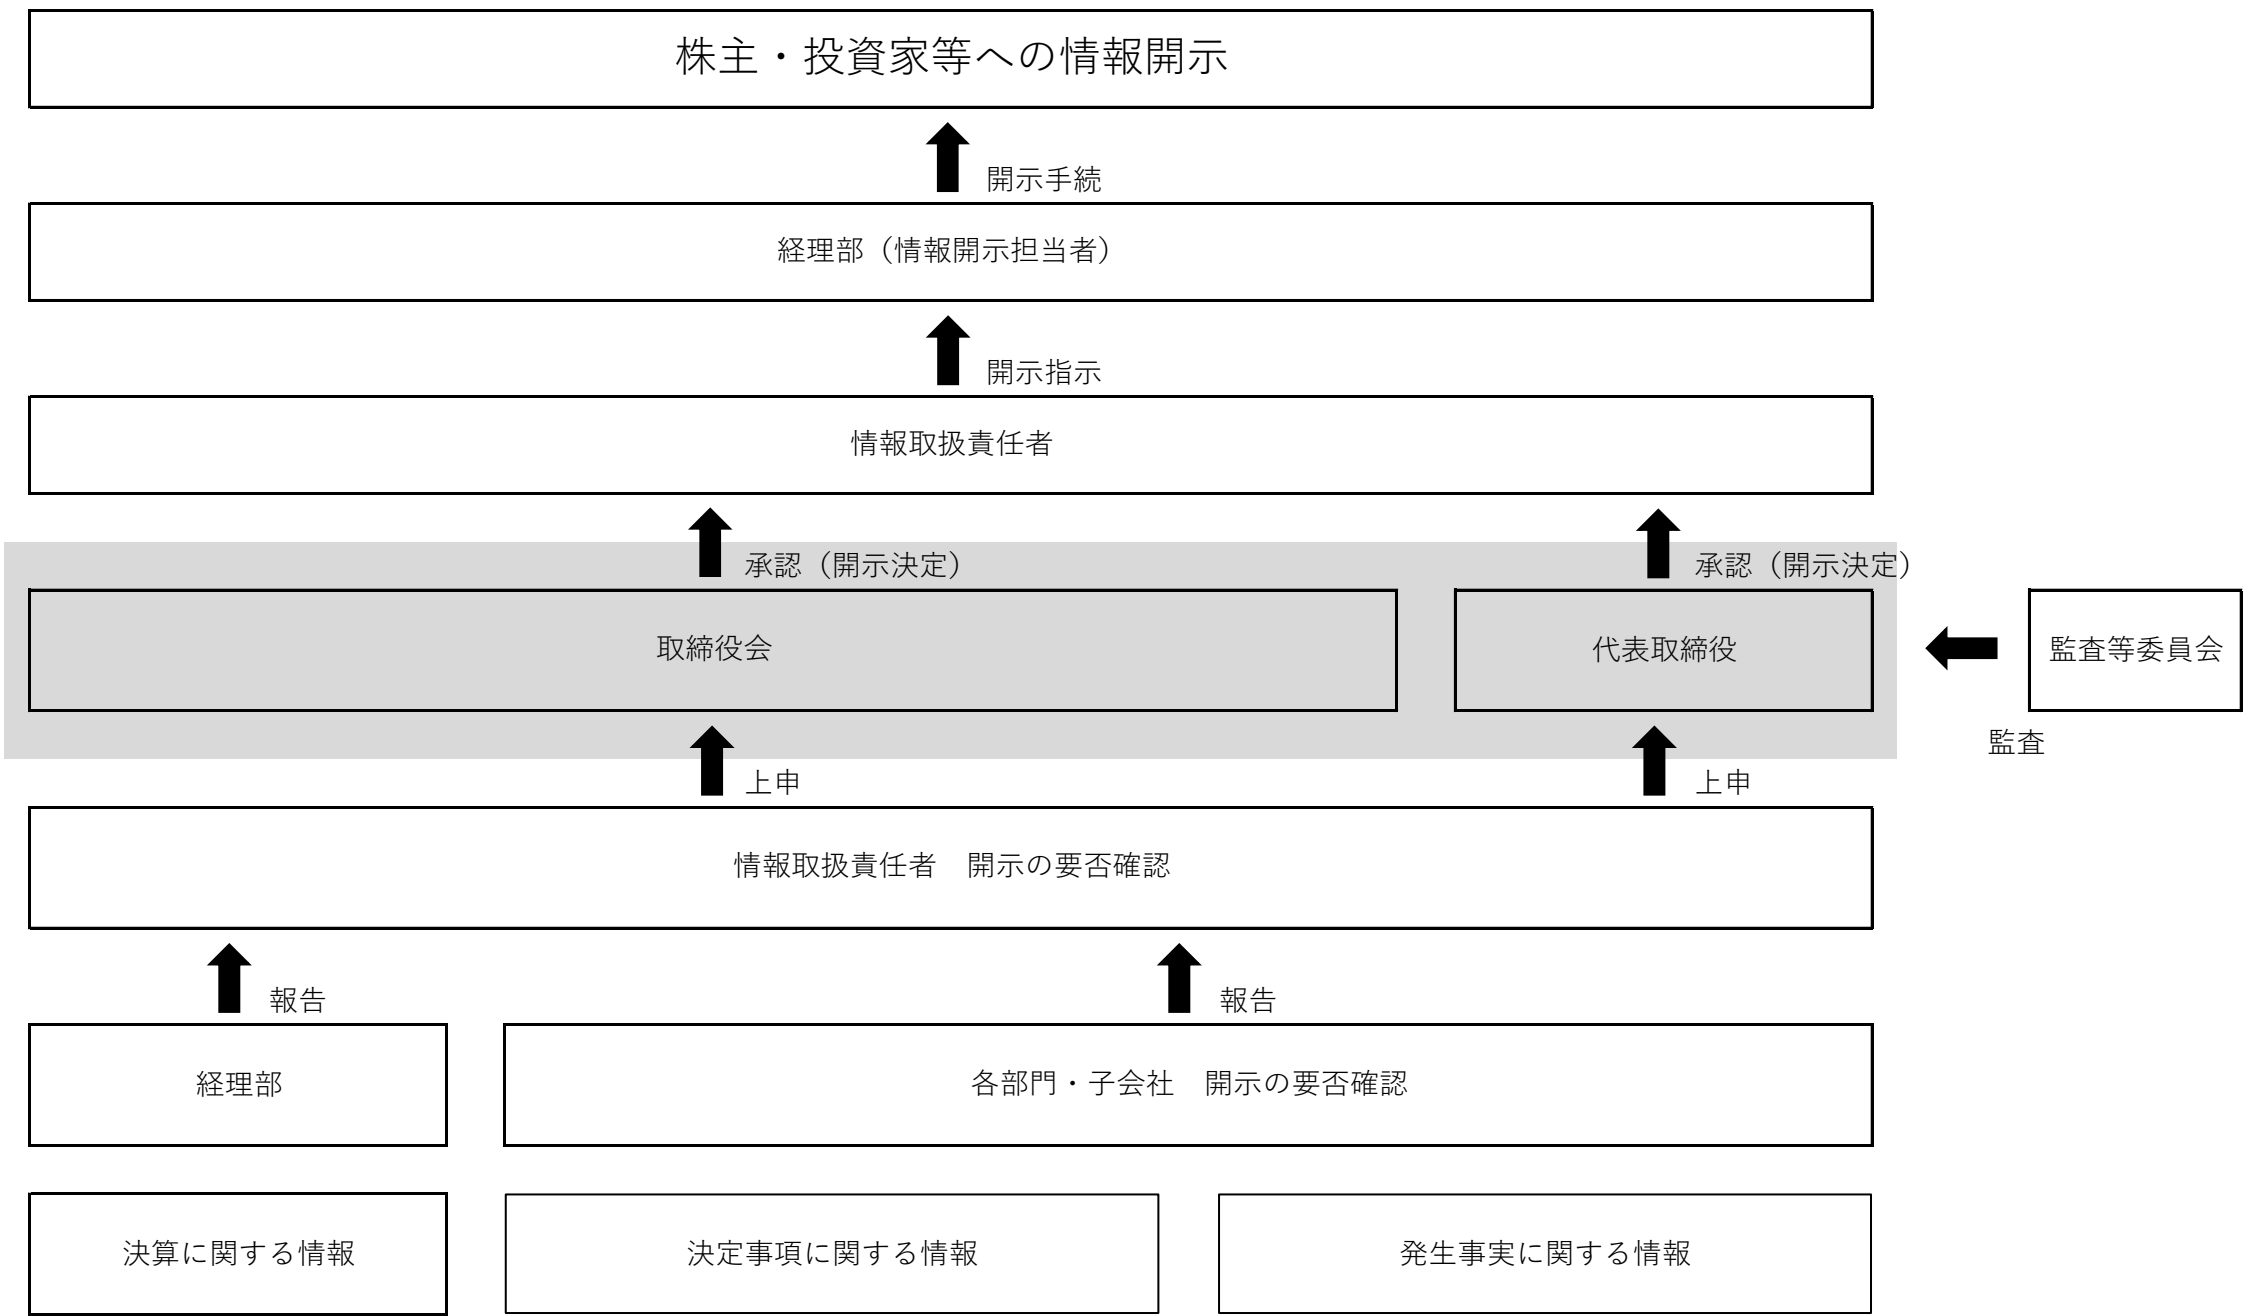 株主・投資家等への情報開示
開示手続
経理部（情報開示担当者）
開示指示
情報取扱責任者
承認（開示決定）
承認（開示決定）
取締役会
代表取締役
監査等委員会
監査
上申
上申
情報取扱責任者　開示の要否確認
報告
報告
経理部
各部門・子会社　開示の要否確認
決算に関する情報
決定事項に関する情報
発生事実に関する情報